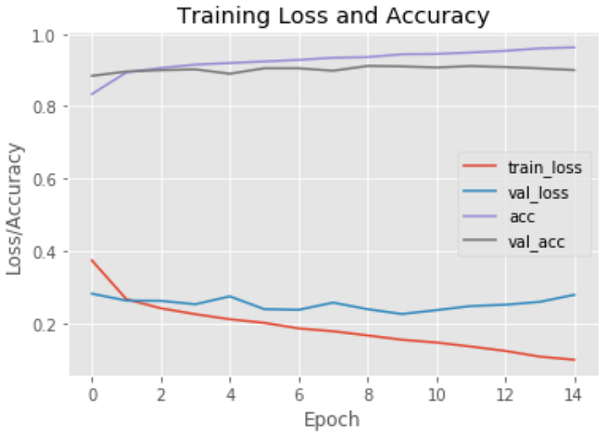 Training Loss and Accuracy
1.0
0.8
0.6
0.4
0.2
Loss/Accuracy
train_loss
val_loss
acc
val_acc
0 2 4 6 8 10 12 14
Epoch